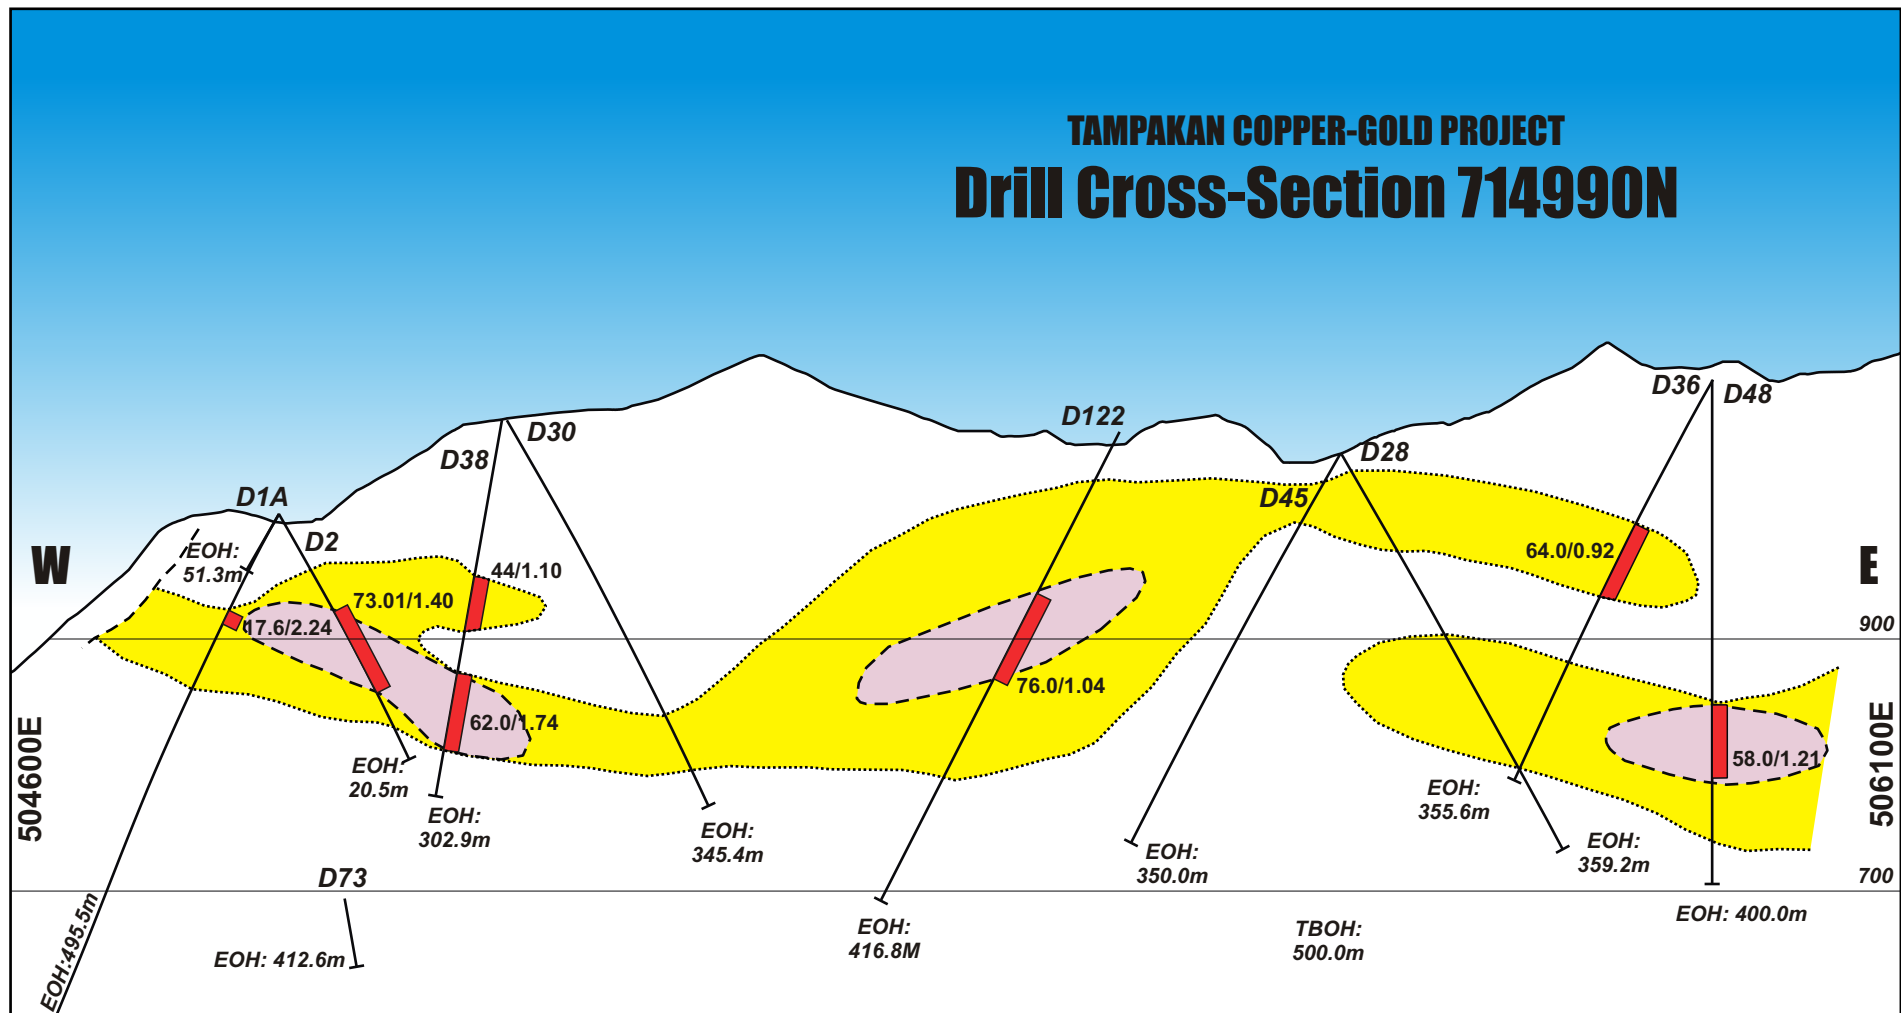 TAMPAKAN COPPER-GOLD PROJECT
Drill Cross-Section 714990N
D36
D48
D122
D30
D28
D38
D1A
D45
D2
W
EOH:
51.3m
44/1.10
64.0/0.92
E
73.01/1.40
17.6/2.24
900
76.0/1.04
62.0/1.74
58.0/1.21
504600E
506100E
EOH:
20.5m
EOH:
302.9m
EOH:
345.4m
EOH:
350.0m
EOH:
355.6m
EOH:
359.2m
D73
700
EOH:495.5m
EOH: 412.6m
EOH:
416.8M
TBOH:
500.0m
EOH: 400.0m